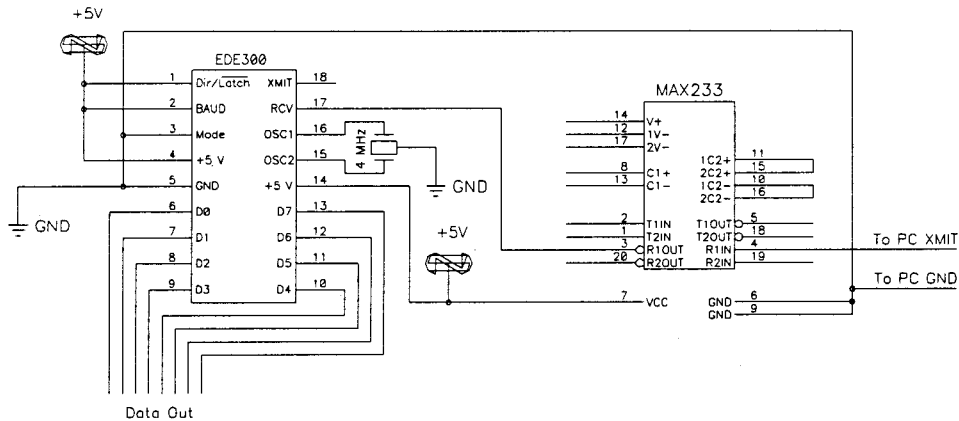 +5V
EDE300
1 Dir/Latch XMIT 18
2 BAUD RCV 17
3 Mode OSC1 16
4 +5 V OSC2 15
5 GND +5 V 14
6 D0 D7 13
7 D1 D6 12
8 D2 D5 11
9 D3 D4 10
4 MHz
GND
GND
+5V
Data Out
MAX233
14 V+
12 1V-
17 2V-
8 C1+
13 C1-
1C2+ 11
2C2+ 15
1C2- 10
2C2- 16
2 T1IN T1OUT 5
1 T2IN T2OUT 18
3 R1OUT R1IN 4
20 R2OUT R2IN 19
7 VCC GND 6
GND 9
To PC XMIT
To PC GND